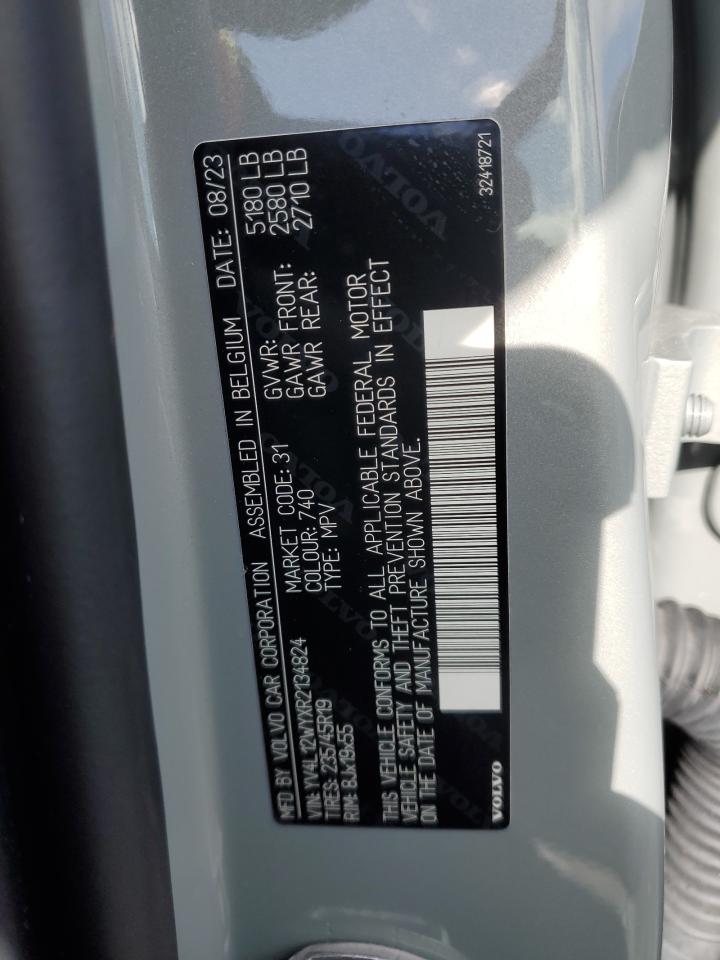 MFD BY VOLVO CAR CORPORATION ASSEMBLED IN BELGIUM DATE: 08/23
VIN: YV4L12WYXR2134824 MARKET CODE: 31 GVWR: 5180 LB
TIRES: 235/45R19 COLOUR: 740 GAWR FRONT: 2580 LB
RIM: 8Jx19x55 TYPE: MPV GAWR REAR: 2710 LB
THIS VEHICLE CONFORMS TO ALL APPLICABLE FEDERAL MOTOR
VEHICLE SAFETY AND THEFT PREVENTION STANDARDS IN EFFECT
ON THE DATE OF MANUFACTURE SHOWN ABOVE.
VOLVO 32418721